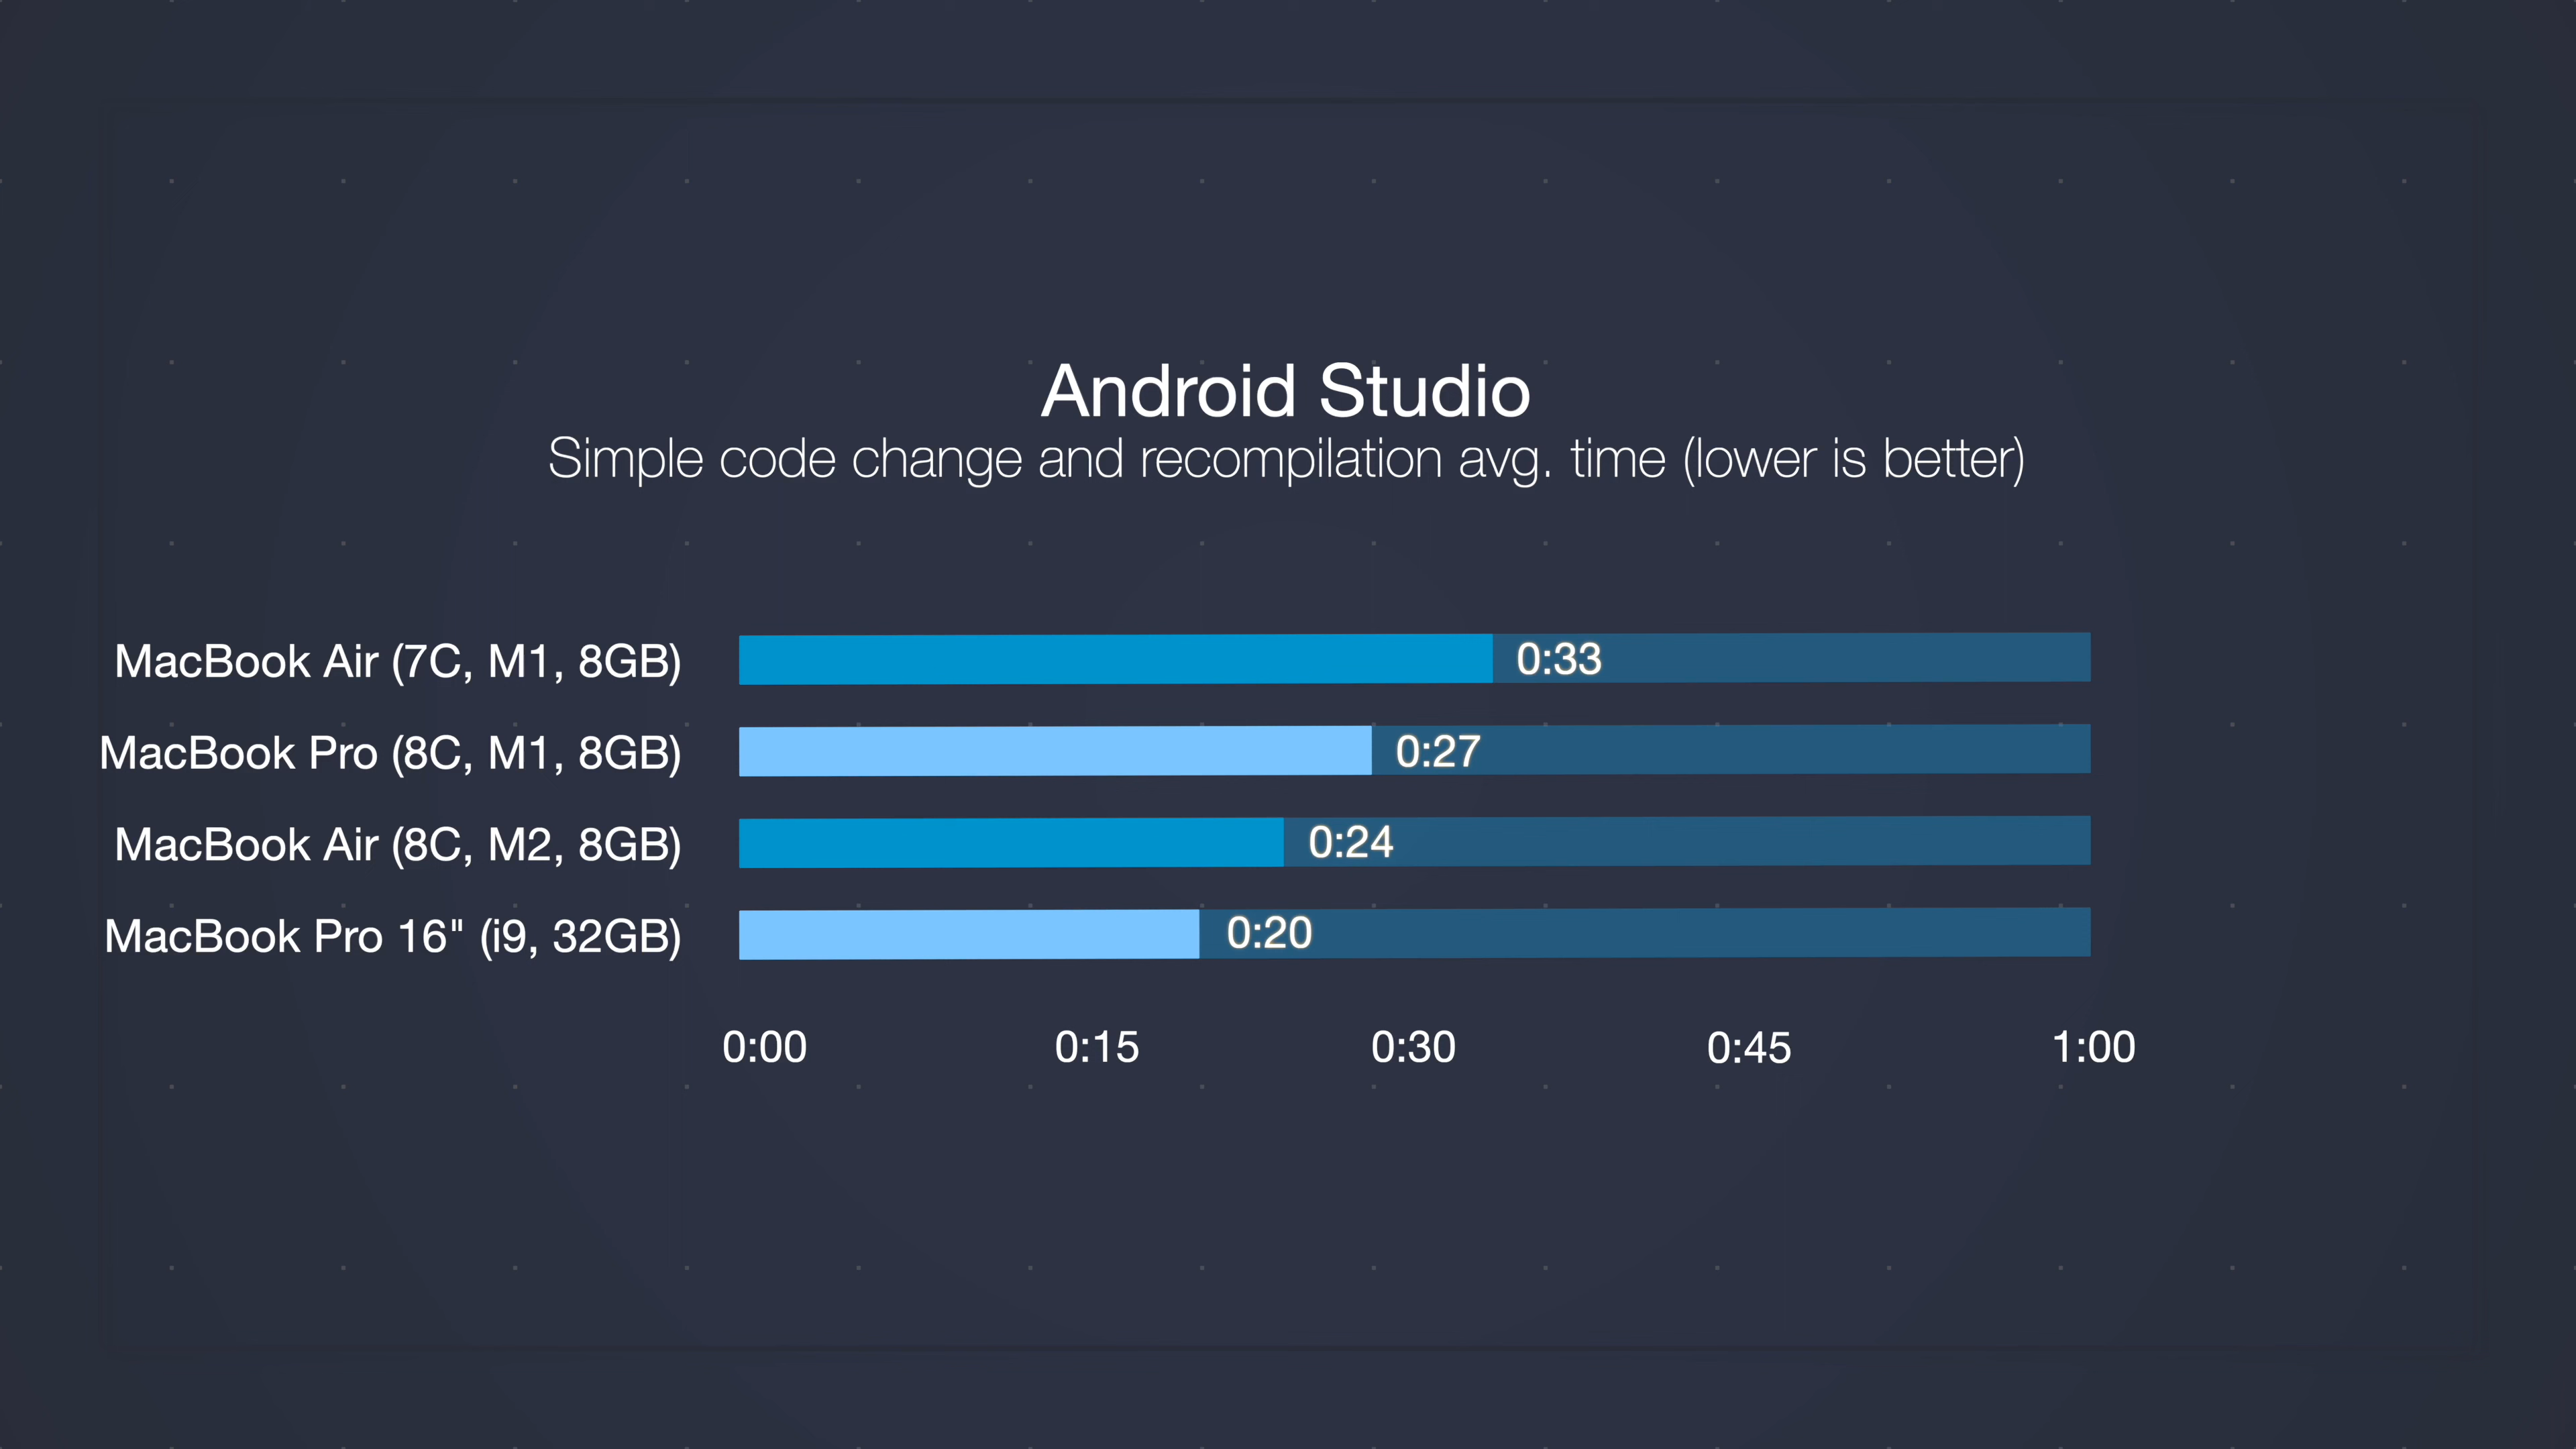 Android Studio
Simple code change and recompilation avg. time (lower is better)
MacBook Air (7C, M1, 8GB) 0:33
MacBook Pro (8C, M1, 8GB) 0:27
MacBook Air (8C, M2, 8GB) 0:24
MacBook Pro 16" (i9, 32GB) 0:20
0:00 0:15 0:30 0:45 1:00